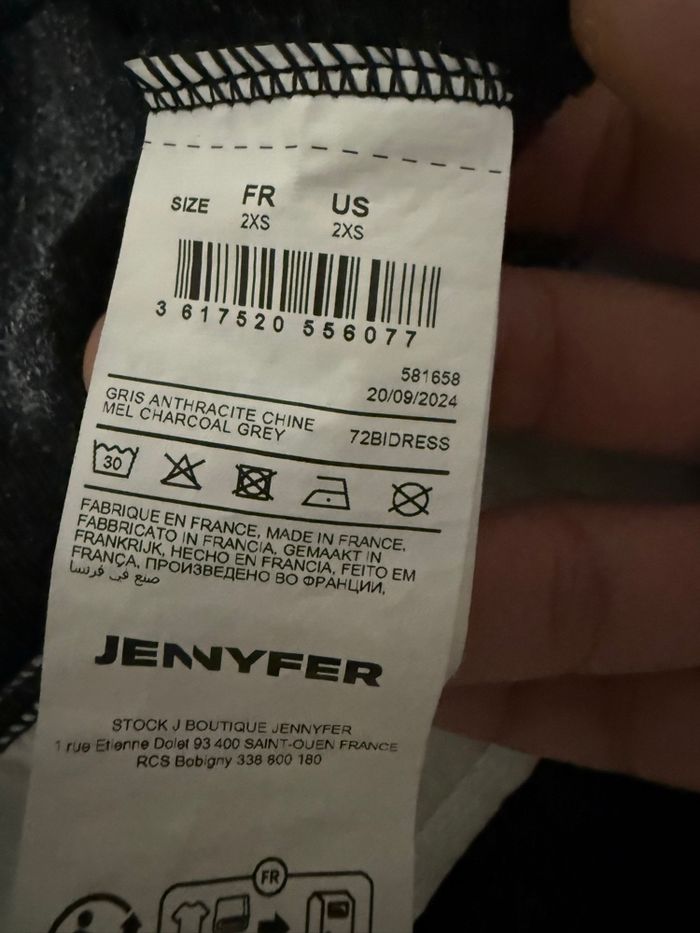 SIZE FR US
2XS 2XS
3 617520 556077
581658
20/09/2024
GRIS ANTHRACITE CHINE
MEL CHARCOAL GREY 72BIDRESS
30
FABRIQUE EN FRANCE, MADE IN FRANCE,
FABBRICATO IN FRANCIA, GEMAAKT IN
FRANKRIJK, HECHO EN FRANCIA, FEITO EM
FRANÇA, ПРОИЗВЕДЕНО ВО ФРАНЦИИ,
صنع في فرنسا
JENNYFER
STOCK J BOUTIQUE JENNYFER
1 rue Etienne Dolet 93 400 SAINT-OUEN FRANCE
RCS Bobigny 338 800 180
FR